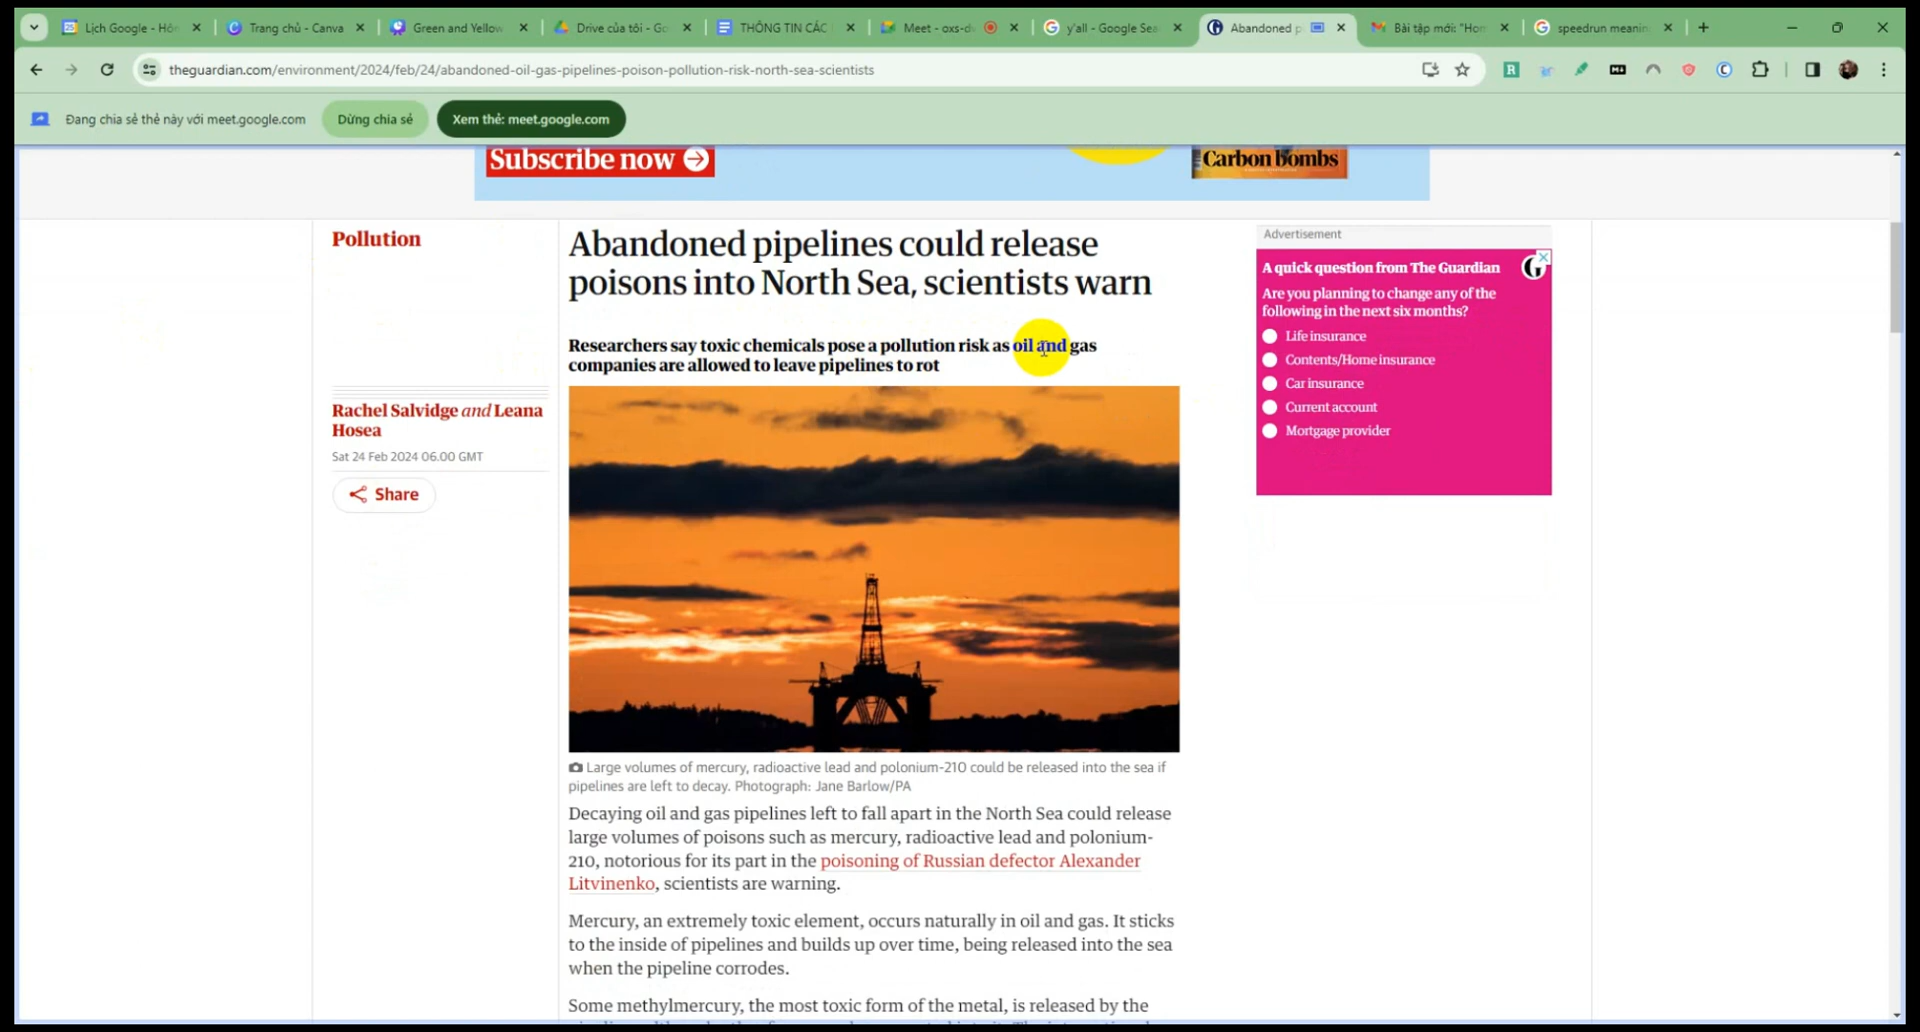 Lịch Google - Hôn
Trang chủ - Canva
Green and Yellow
Drive của tôi - Go
THÔNG TIN CÁC
Meet - oxs-d
y'all - Google Sea
Abandoned p
Bài tập mới: "Hom
speedrun meanin
theguardian.com/environment/2024/feb/24/abandoned-oil-gas-pipelines-poison-pollution-risk-north-sea-scientists
Đang chia sẻ thẻ này với meet.google.com
Dừng chia sẻ
Xem thẻ: meet.google.com
Subscribe now
Carbon bombs
Pollution
Abandoned pipelines could release
poisons into North Sea, scientists warn
Researchers say toxic chemicals pose a pollution risk as oil and gas
companies are allowed to leave pipelines to rot
Rachel Salvidge and Leana
Hosea
Sat 24 Feb 2024 06.00 GMT
Share
Advertisement
A quick question from The Guardian
Are you planning to change any of the
following in the next six months?
Life insurance
Contents/Home insurance
Car insurance
Current account
Mortgage provider
Large volumes of mercury, radioactive lead and polonium-210 could be released into the sea if
pipelines are left to decay. Photograph: Jane Barlow/PA
Decaying oil and gas pipelines left to fall apart in the North Sea could release
large volumes of poisons such as mercury, radioactive lead and polonium-
210, notorious for its part in the poisoning of Russian defector Alexander
Litvinenko, scientists are warning.
Mercury, an extremely toxic element, occurs naturally in oil and gas. It sticks
to the inside of pipelines and builds up over time, being released into the sea
when the pipeline corrodes.
Some methylmercury, the most toxic form of the metal, is released by the